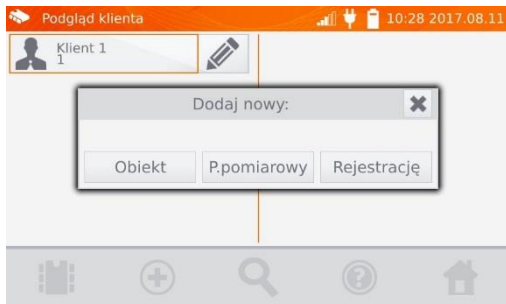 Podgląd klienta 10:28 2017.08.11
Klient 1
1
Dodaj nowy:
Obiekt P.pomiarowy Rejestrację